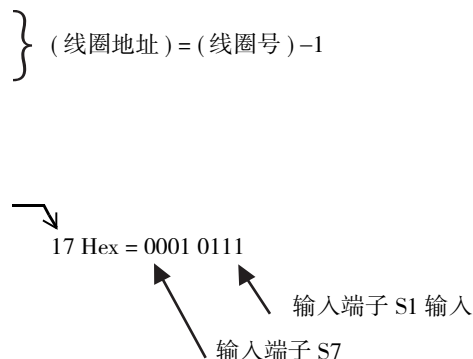 (线圈地址)=(线圈号)–1
17 Hex = 0001 0111
输入端子 S1 输入
输入端子 S7